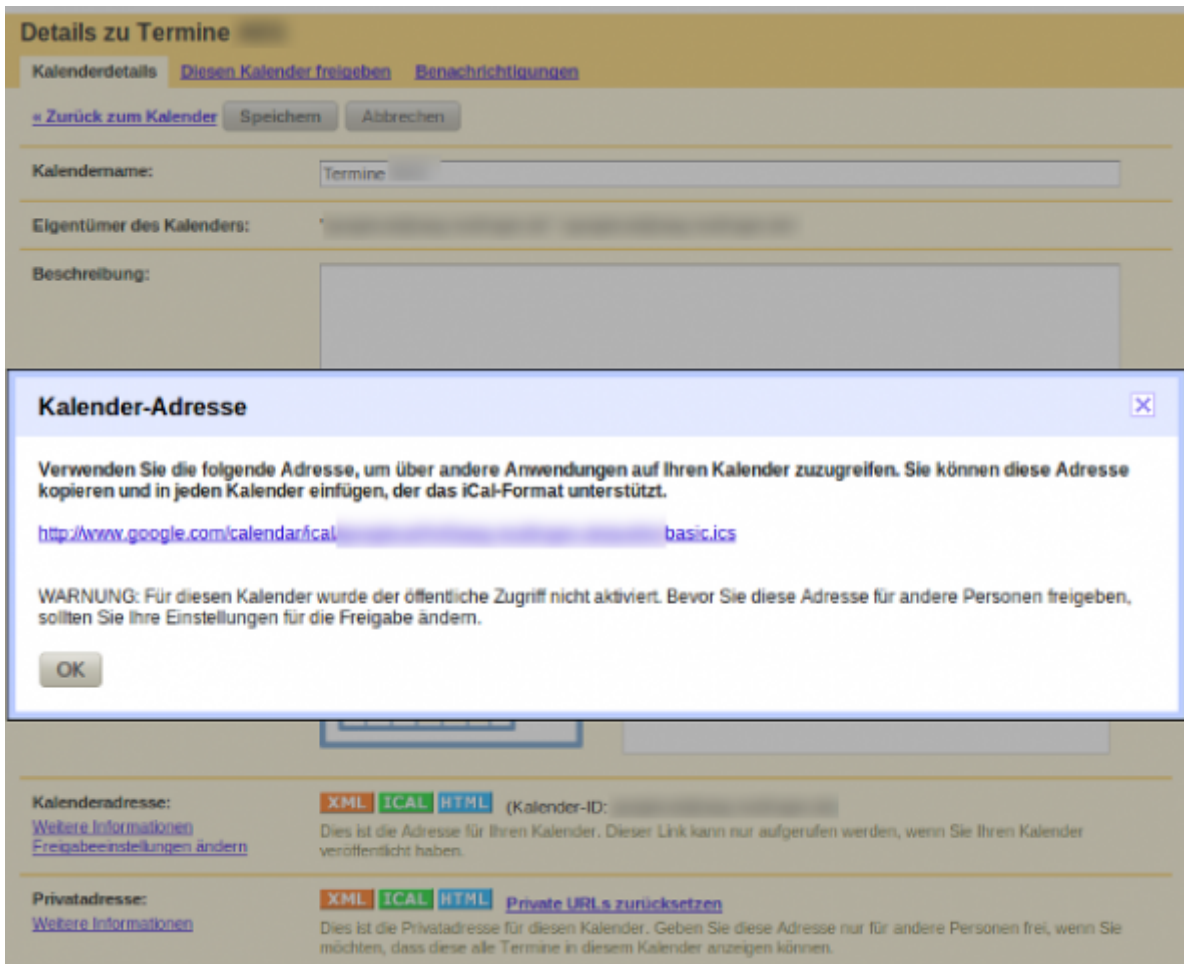 Details zu Termine
Kalenderdetails Diesen Kalender freigeben Benachrichtigungen
« Zurück zum Kalender Speichern Abbrechen
Kalendername: Termine
Eigentümer des Kalenders:
Beschreibung:
Kalender-Adresse
Verwenden Sie die folgende Adresse, um über andere Anwendungen auf Ihren Kalender zuzugreifen. Sie können diese Adresse
kopieren und in jeden Kalender einfügen, der das iCal-Format unterstützt.
http://www.google.com/calendar/ical/ basic.ics
WARNUNG: Für diesen Kalender wurde der öffentliche Zugriff nicht aktiviert. Bevor Sie diese Adresse für andere Personen freigeben,
sollten Sie Ihre Einstellungen für die Freigabe ändern.
OK
Kalenderadresse: XML ICAL HTML (Kalender-ID:
Weitere Informationen
Freigabeeinstellungen ändern
Dies ist die Adresse für Ihren Kalender. Dieser Link kann nur aufgerufen werden, wenn Sie Ihren Kalender
veröffentlicht haben.
Privatadresse: XML ICAL HTML Private URLs zurücksetzen
Weitere Informationen
Dies ist die Privatadresse für diesen Kalender. Geben Sie diese Adresse nur für andere Personen frei, wenn Sie
möchten, dass diese alle Termine in diesem Kalender anzeigen können.